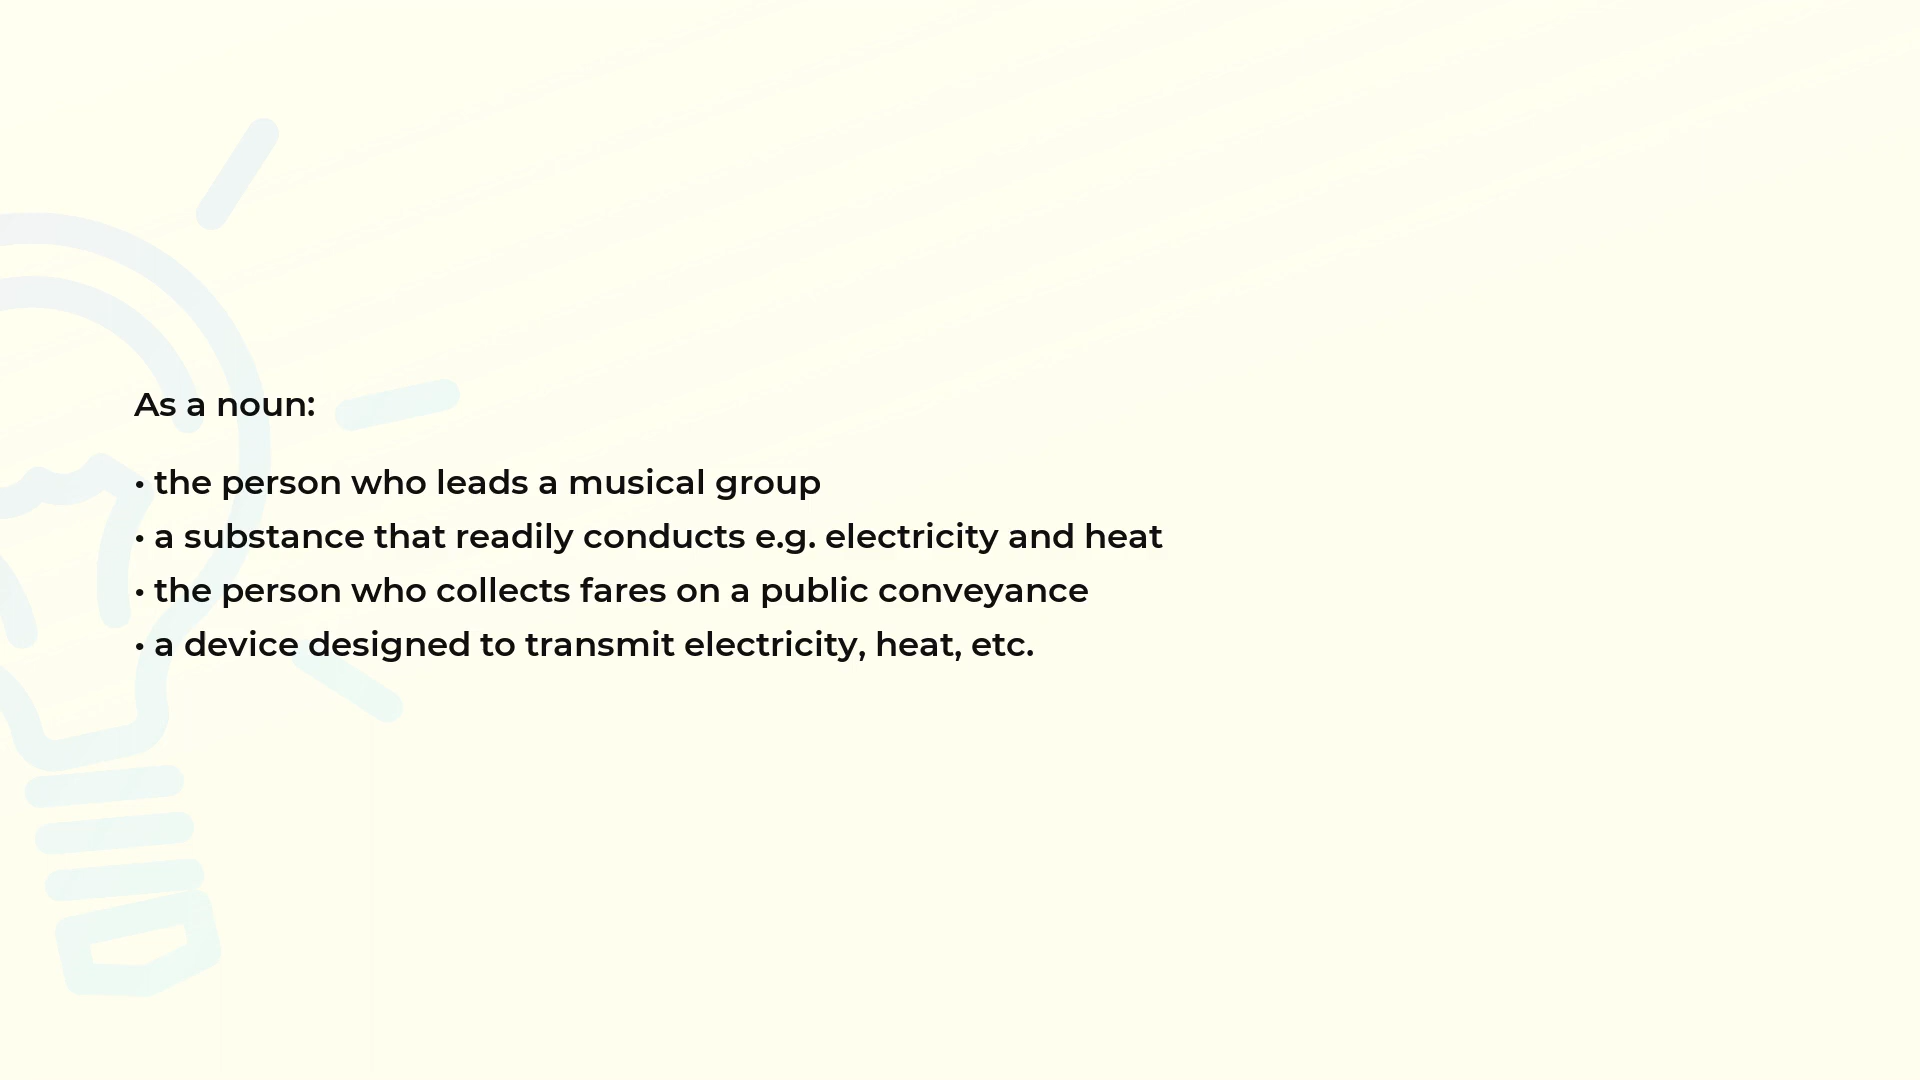 As a noun:
• the person who leads a musical group
• a substance that readily conducts e.g. electricity and heat
• the person who collects fares on a public conveyance
• a device designed to transmit electricity, heat, etc.